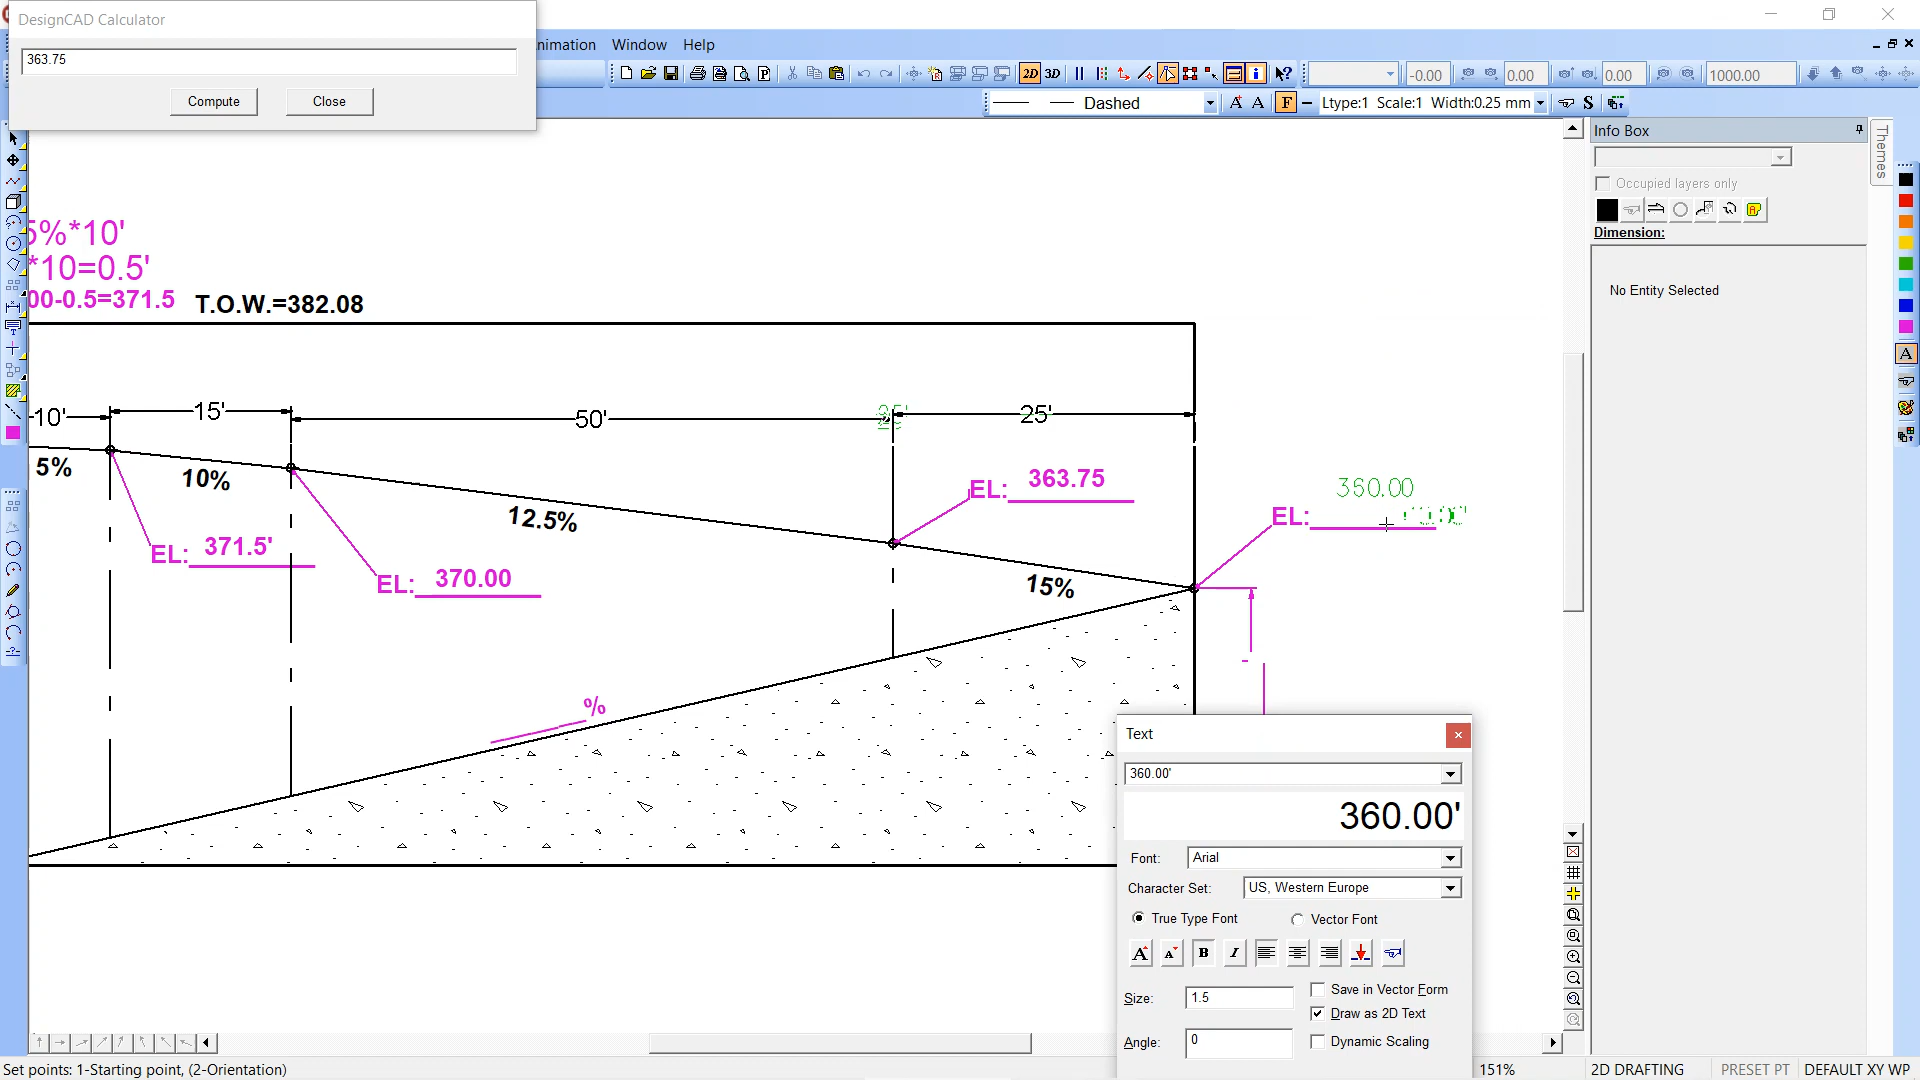 DesignCAD Calculator
363.75
Compute
Close
nimation Window Help
2D 3D
-0.00
0.00
0.00
1000.00
Dashed
F
Ltype:1 Scale:1 Width:0.25 mm
S
Info Box
Themes
Occupied layers only
Dimension:
No Entity Selected
5%*10'
*10=0.5'
00-0.5=371.5
T.O.W.=382.08
10'
15'
50'
25'
25'
5%
10%
12.5%
15%
EL: 371.5'
EL: 370.00
EL: 363.75
360.00
EL:
%
Text
360.00'
360.00'
Font: Arial
Character Set: US, Western Europe
True Type Font
Vector Font
A A B I
Size: 1.5
Save in Vector Form
Draw as 2D Text
Angle: 0
Dynamic Scaling
Set points: 1-Starting point, (2-Orientation)
151%
2D DRAFTING
PRESET PT
DEFAULT XY WP